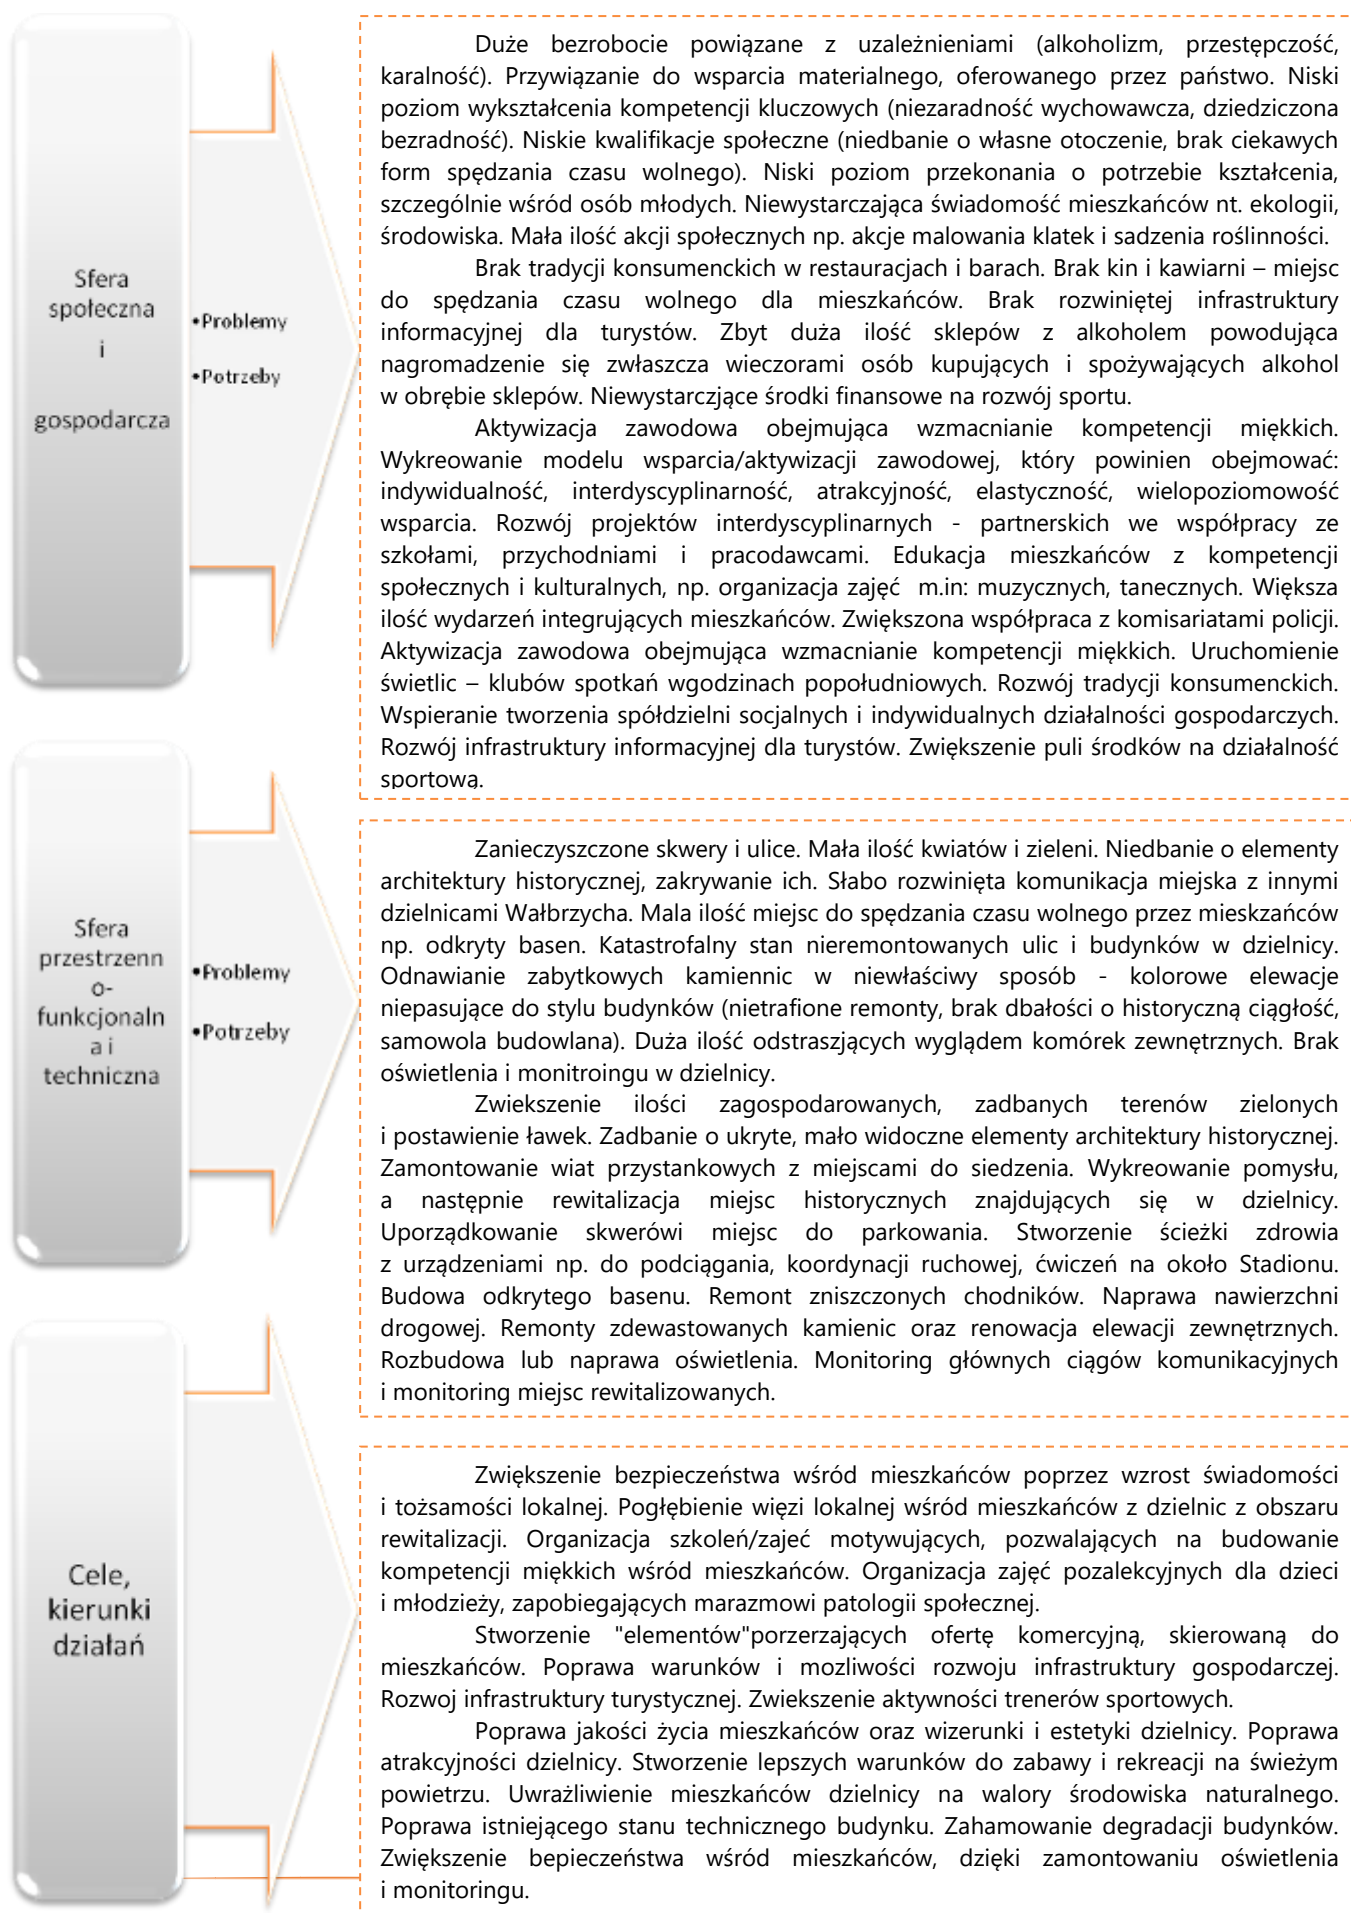 Sfera
społeczna
i
gospodarcza
•Problemy
•Potrzeby
Duże bezrobocie powiązane z uzależnieniami (alkoholizm, przestępczość,
karalność). Przywiązanie do wsparcia materialnego, oferowanego przez państwo. Niski
poziom wykształcenia kompetencji kluczowych (niezaradność wychowawcza, dziedziczona
bezradność). Niskie kwalifikacje społeczne (niedbanie o własne otoczenie, brak ciekawych
form spędzania czasu wolnego). Niski poziom przekonania o potrzebie kształcenia,
szczególnie wśród osób młodych. Niewystarczająca świadomość mieszkańców nt. ekologii,
środowiska. Mała ilość akcji społecznych np. akcje malowania klatek i sadzenia roślinności.
Brak tradycji konsumenckich w restauracjach i barach. Brak kin i kawiarni – miejsc
do spędzania czasu wolnego dla mieszkańców. Brak rozwiniętej infrastruktury
informacyjnej dla turystów. Zbyt duża ilość sklepów z alkoholem powodująca
nagromadzenie się zwłaszcza wieczorami osób kupujących i spożywających alkohol
w obrębie sklepów. Niewystarczjące środki finansowe na rozwój sportu.
Aktywizacja zawodowa obejmująca wzmacnianie kompetencji miękkich.
Wykreowanie modelu wsparcia/aktywizacji zawodowej, który powinien obejmować:
indywidualność, interdyscyplinarność, atrakcyjność, elastyczność, wielopoziomowość
wsparcia. Rozwój projektów interdyscyplinarnych - partnerskich we współpracy ze
szkołami, przychodniami i pracodawcami. Edukacja mieszkańców z kompetencji
społecznych i kulturalnych, np. organizacja zajęć m.in: muzycznych, tanecznych. Większa
ilość wydarzeń integrujących mieszkańców. Zwiększona współpraca z komisariatami policji.
Aktywizacja zawodowa obejmująca wzmacnianie kompetencji miękkich. Uruchomienie
świetlic – klubów spotkań wgodzinach popołudniowych. Rozwój tradycji konsumenckich.
Wspieranie tworzenia spółdzielni socjalnych i indywidualnych działalności gospodarczych.
Rozwój infrastruktury informacyjnej dla turystów. Zwiększenie puli środków na działalność
sportową.
Sfera
przestrzenn
o-
funkcjonaln
a i
techniczna
•Problemy
•Potrzeby
Zanieczyszczone skwery i ulice. Mała ilość kwiatów i zieleni. Niedbanie o elementy
architektury historycznej, zakrywanie ich. Słabo rozwinięta komunikacja miejska z innymi
dzielnicami Wałbrzycha. Mala ilość miejsc do spędzania czasu wolnego przez mieskzańców
np. odkryty basen. Katastrofalny stan nieremontowanych ulic i budynków w dzielnicy.
Odnawianie zabytkowych kamiennic w niewłaściwy sposób - kolorowe elewacje
niepasujące do stylu budynków (nietrafione remonty, brak dbałości o historyczną ciągłość,
samowola budowlana). Duża ilość odstraszjących wyglądem komórek zewnętrznych. Brak
oświetlenia i monitroingu w dzielnicy.
Zwiekszenie ilości zagospodarowanych, zadbanych terenów zielonych
i postawienie ławek. Zadbanie o ukryte, mało widoczne elementy architektury historycznej.
Zamontowanie wiat przystankowych z miejscami do siedzenia. Wykreowanie pomysłu,
a następnie rewitalizacja miejsc historycznych znajdujących się w dzielnicy.
Uporządkowanie skwerówi miejsc do parkowania. Stworzenie ścieżki zdrowia
z urządzeniami np. do podciągania, koordynacji ruchowej, ćwiczeń na około Stadionu.
Budowa odkrytego basenu. Remont zniszczonych chodników. Naprawa nawierzchni
drogowej. Remonty zdewastowanych kamienic oraz renowacja elewacji zewnętrznych.
Rozbudowa lub naprawa oświetlenia. Monitoring głównych ciągów komunikacyjnych
i monitoring miejsc rewitalizowanych.
Cele,
kierunki
działań
Zwiększenie bezpieczeństwa wśród mieszkańców poprzez wzrost świadomości
i tożsamości lokalnej. Pogłębienie więzi lokalnej wśród mieszkańców z dzielnic z obszaru
rewitalizacji. Organizacja szkoleń/zajeć motywujących, pozwalających na budowanie
kompetencji miękkich wśród mieszkańców. Organizacja zajęć pozalekcyjnych dla dzieci
i młodzieży, zapobiegających marazmowi patologii społecznej.
Stworzenie "elementów"porzerzających ofertę komercyjną, skierowaną do
mieszkańców. Poprawa warunków i mozliwości rozwoju infrastruktury gospodarczej.
Rozwoj infrastruktury turystycznej. Zwiekszenie aktywności trenerów sportowych.
Poprawa jakości życia mieszkańców oraz wizerunki i estetyki dzielnicy. Poprawa
atrakcyjności dzielnicy. Stworzenie lepszych warunków do zabawy i rekreacji na świeżym
powietrzu. Uwrażliwienie mieszkańców dzielnicy na walory środowiska naturalnego.
Poprawa istniejącego stanu technicznego budynku. Zahamowanie degradacji budynków.
Zwiększenie bepieczeństwa wśród mieszkańców, dzięki zamontowaniu oświetlenia
i monitoringu.